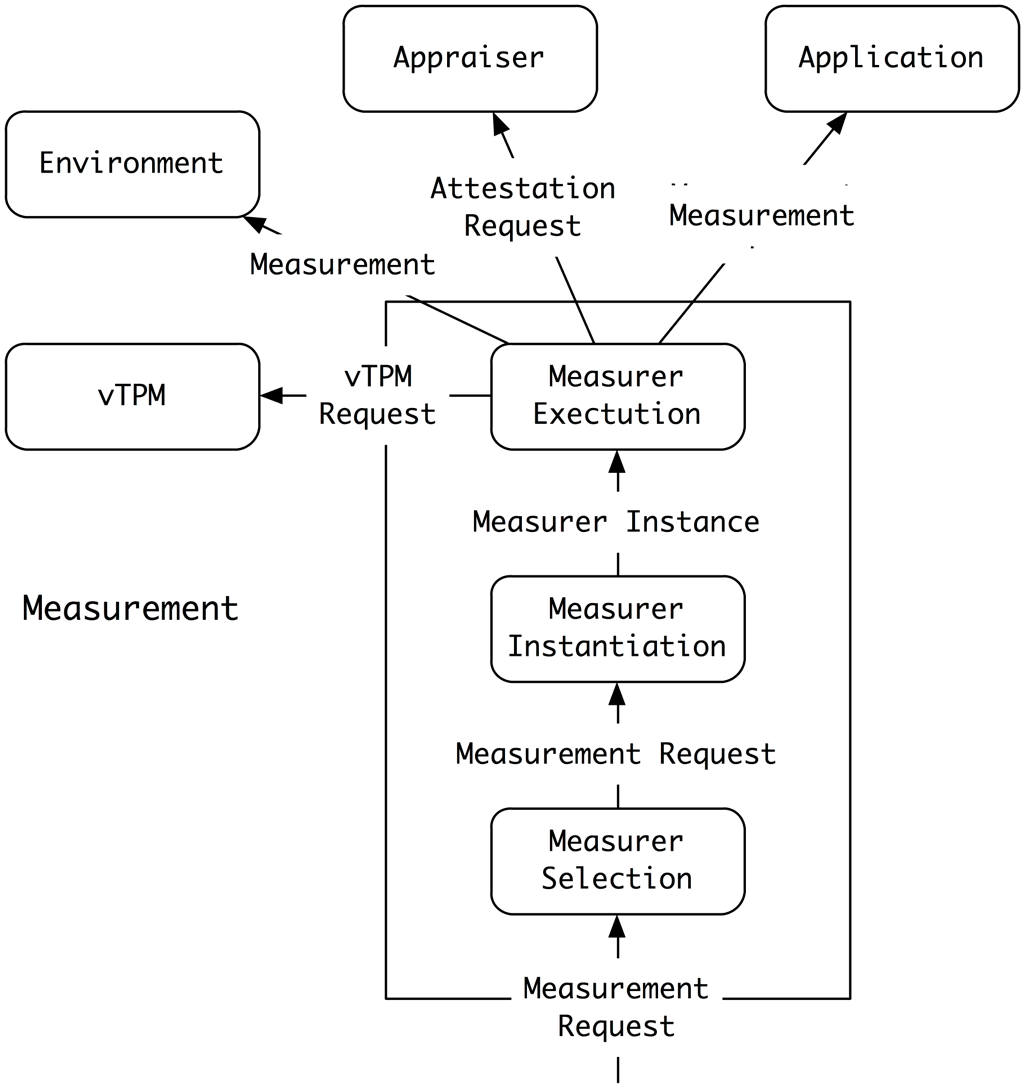 Appraiser
Application
Environment
Attestation
Request
Measurement
Measurement
vTPM
vTPM
Request
Measurer
Exectution
Measurer Instance
Measurement
Measurer
Instantiation
Measurement Request
Measurer
Selection
Measurement
Request